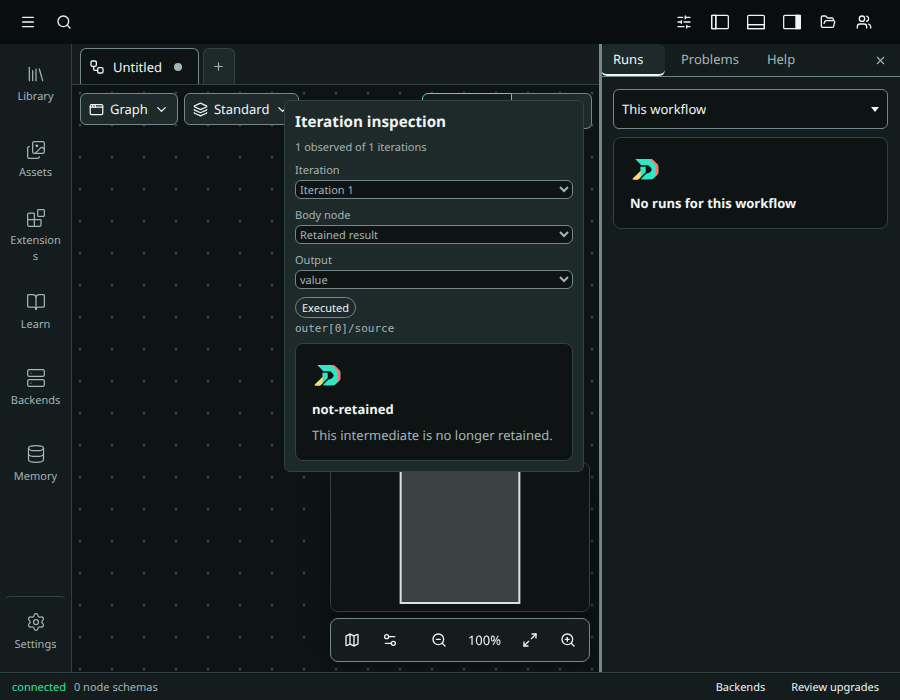 Runs
Problems
Help
Untitled
Library
Assets
Extension
s
Learn
Backends
Memory
Settings
Graph
Standard
Iteration inspection
1 observed of 1 iterations
Iteration
Iteration 1
Body node
Retained result
Output
value
Executed
outer[0]/source
not-retained
This intermediate is no longer retained.
100%
This workflow
No runs for this workflow
connected
0 node schemas
Backends
Review upgrades